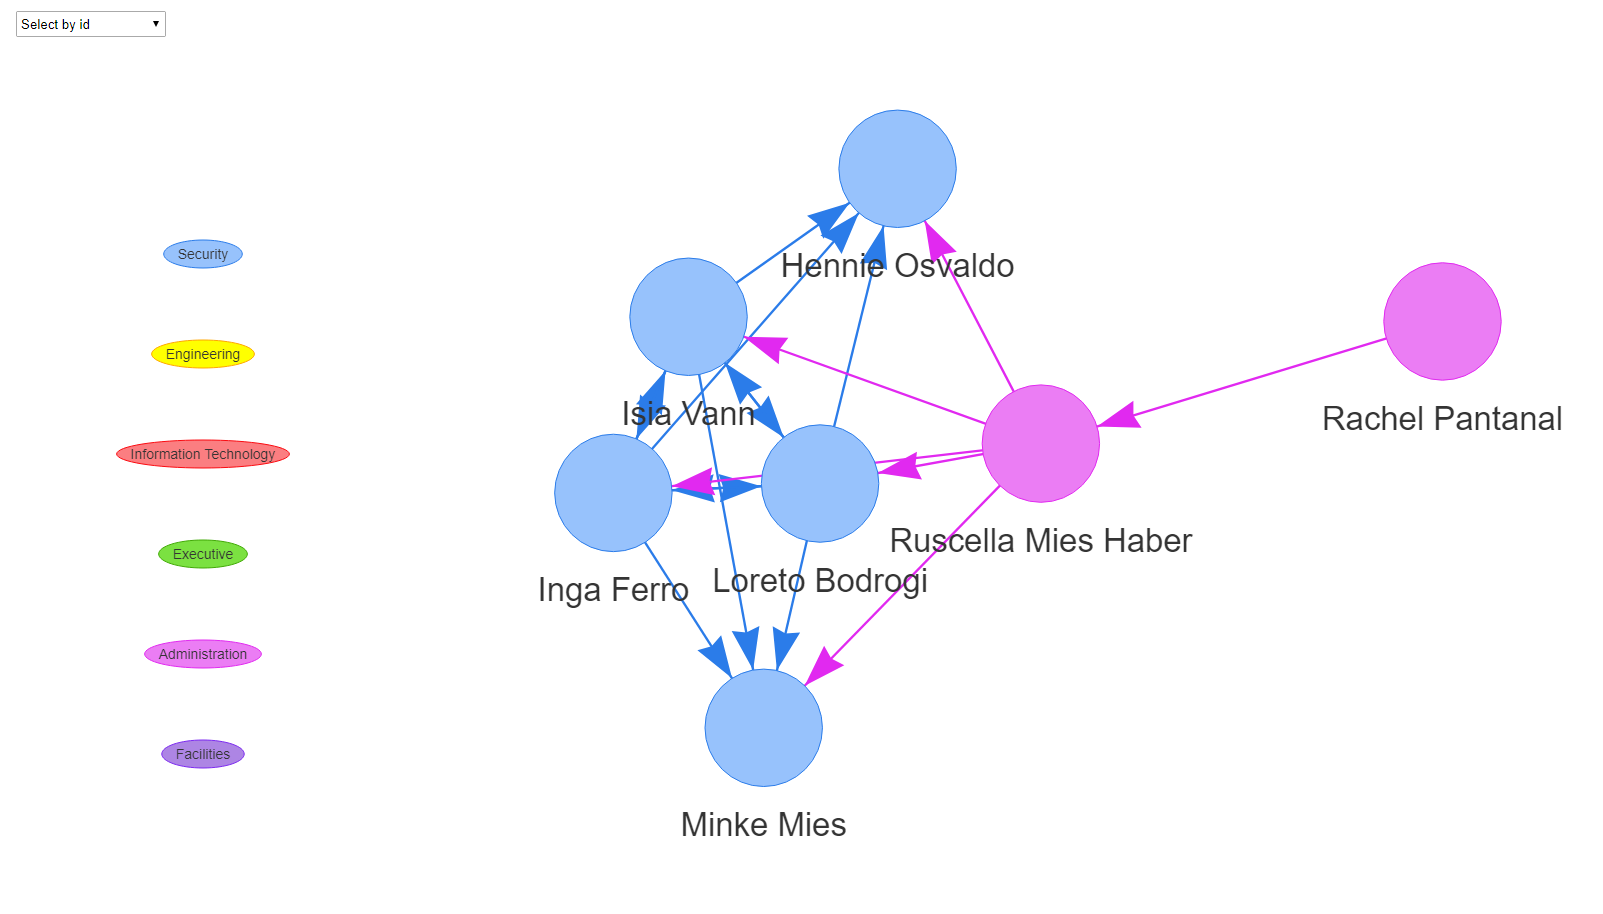 Select by id
Security
Engineering
Information Technology
Executive
Administration
Facilities
Hennie Osvaldo
Isia Vann
Rachel Pantanal
Ruscella Mies Haber
Inga Ferro
Loreto Bodrogi
Minke Mies